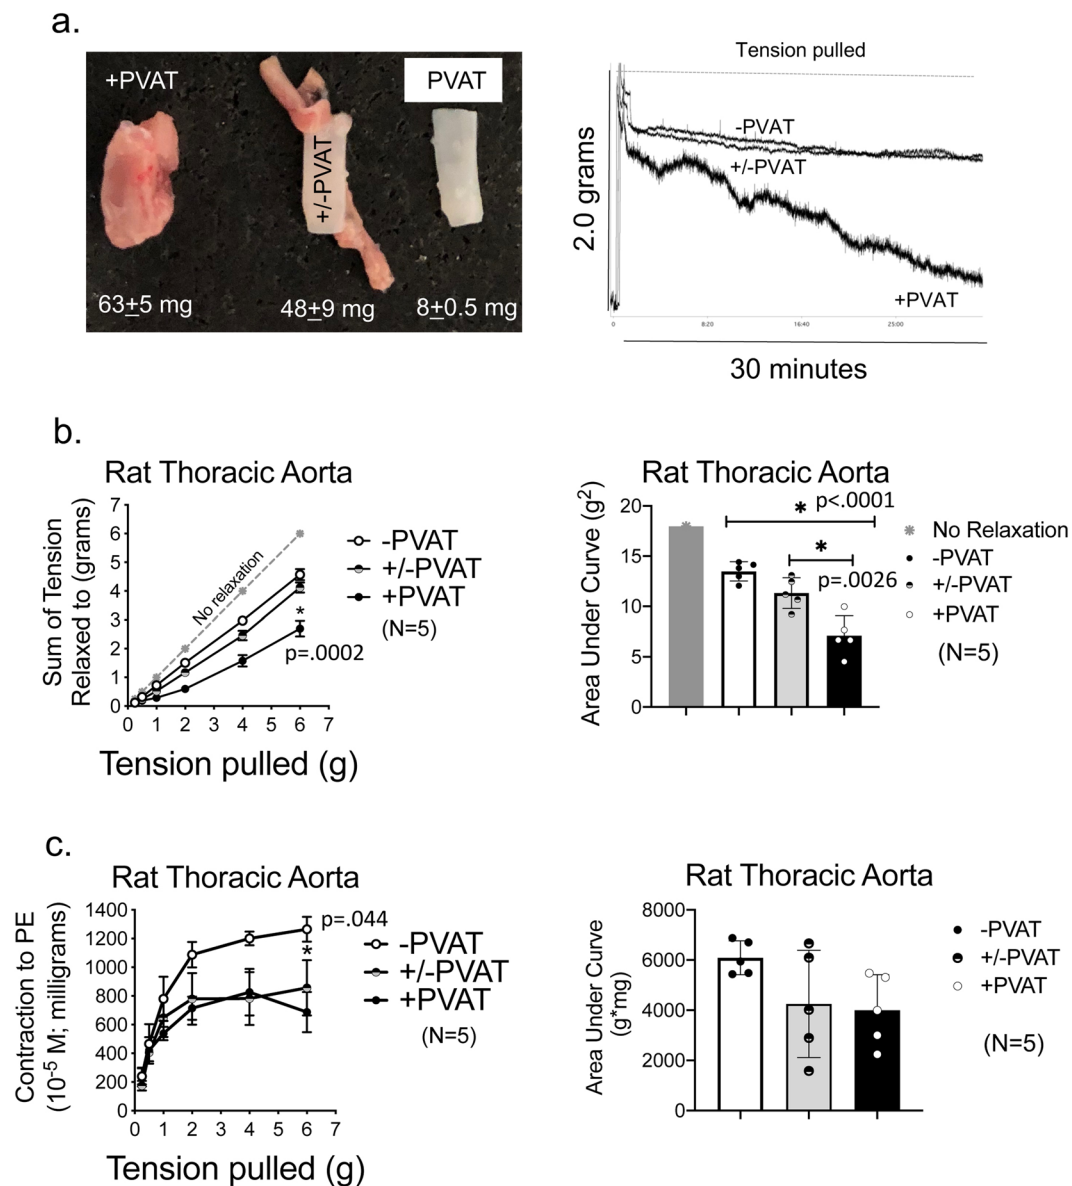 a.
+PVAT
+/-PVAT
PVAT
63+5 mg
48+9 mg
8+0.5 mg
Tension pulled
2.0 grams
-PVAT
+/-PVAT
+PVAT
0
8:20
16:40
25:00
30 minutes
b.
Rat Thoracic Aorta
Sum of Tension
Relaxed to (grams)
7
6
5
4
3
2
1
0
No relaxation
*
p=.0002
0 1 2 3 4 5 6 7
Tension pulled (g)
-PVAT
+/-PVAT
+PVAT
(N=5)
Rat Thoracic Aorta
Area Under Curve (g2)
20
15
10
5
0
* p<.0001
*
p=.0026
No Relaxation
-PVAT
+/-PVAT
+PVAT
(N=5)
c.
Rat Thoracic Aorta
Contraction to PE
(10-5 M; milligrams)
1400
1200
1000
800
600
400
200
0
p=.044
*
0 1 2 3 4 5 6 7
Tension pulled (g)
-PVAT
+/-PVAT
+PVAT
(N=5)
Rat Thoracic Aorta
Area Under Curve
(g*mg)
8000
6000
4000
2000
0
-PVAT
+/-PVAT
+PVAT
(N=5)